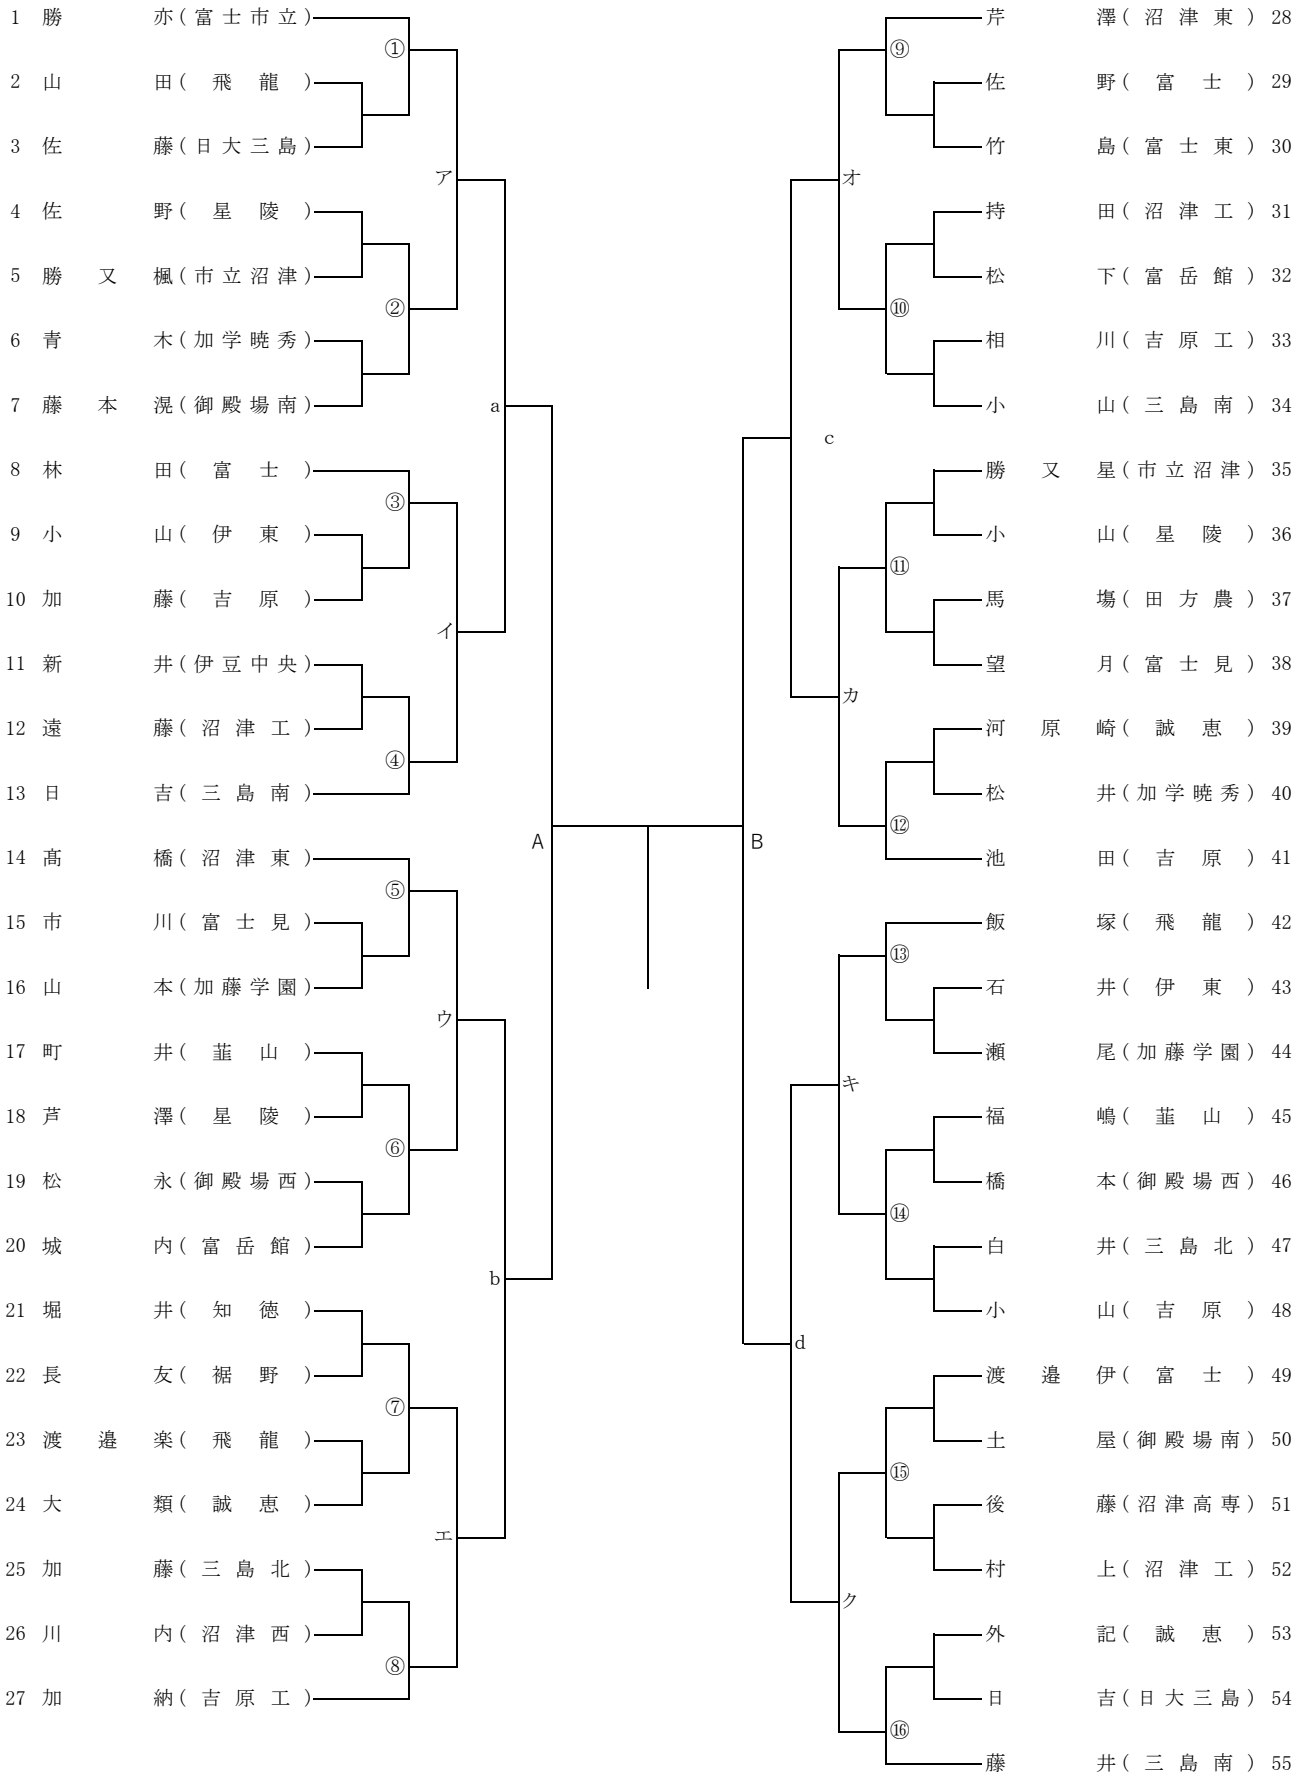 1 勝 亦(富士市立)
①
2 山 田(飛龍)
3 佐 藤(日大三島)
ア
4 佐 野(星陵)
5 勝 又 楓(市立沼津)
②
6 青 木(加学暁秀)
7 藤 本 滉(御殿場南)
a
8 林 田(富士)
③
9 小 山(伊東)
10 加 藤(吉原)
イ
11 新 井(伊豆中央)
12 遠 藤(沼津工)
④
13 日 吉(三島南)
A
14 髙 橋(沼津東)
⑤
15 市 川(富士見)
16 山 本(加藤学園)
ウ
17 町 井(韮山)
18 芦 澤(星陵)
⑥
19 松 永(御殿場西)
20 城 内(富岳館)
b
21 堀 井(知徳)
22 長 友(裾野)
⑦
23 渡 邉 楽(飛龍)
24 大 類(誠恵)
エ
25 加 藤(三島北)
26 川 内(沼津西)
⑧
27 加 納(吉原工)
芹 澤(沼津東) 28
⑨
佐 野(富士) 29
竹 島(富士東) 30
オ
持 田(沼津工) 31
松 下(富岳館) 32
⑩
相 川(吉原工) 33
小 山(三島南) 34
c
勝 又 星(市立沼津) 35
小 山(星陵) 36
⑪
馬 塲(田方農) 37
望 月(富士見) 38
カ
河 原 崎(誠恵) 39
松 井(加学暁秀) 40
⑫
B
池 田(吉原) 41
飯 塚(飛龍) 42
⑬
石 井(伊東) 43
瀬 尾(加藤学園) 44
キ
福 嶋(韮山) 45
橋 本(御殿場西) 46
⑭
白 井(三島北) 47
小 山(吉原) 48
d
渡 邉 伊(富士) 49
土 屋(御殿場南) 50
⑮
後 藤(沼津高専) 51
村 上(沼津工) 52
ク
外 記(誠恵) 53
日 吉(日大三島) 54
⑯
藤 井(三島南) 55